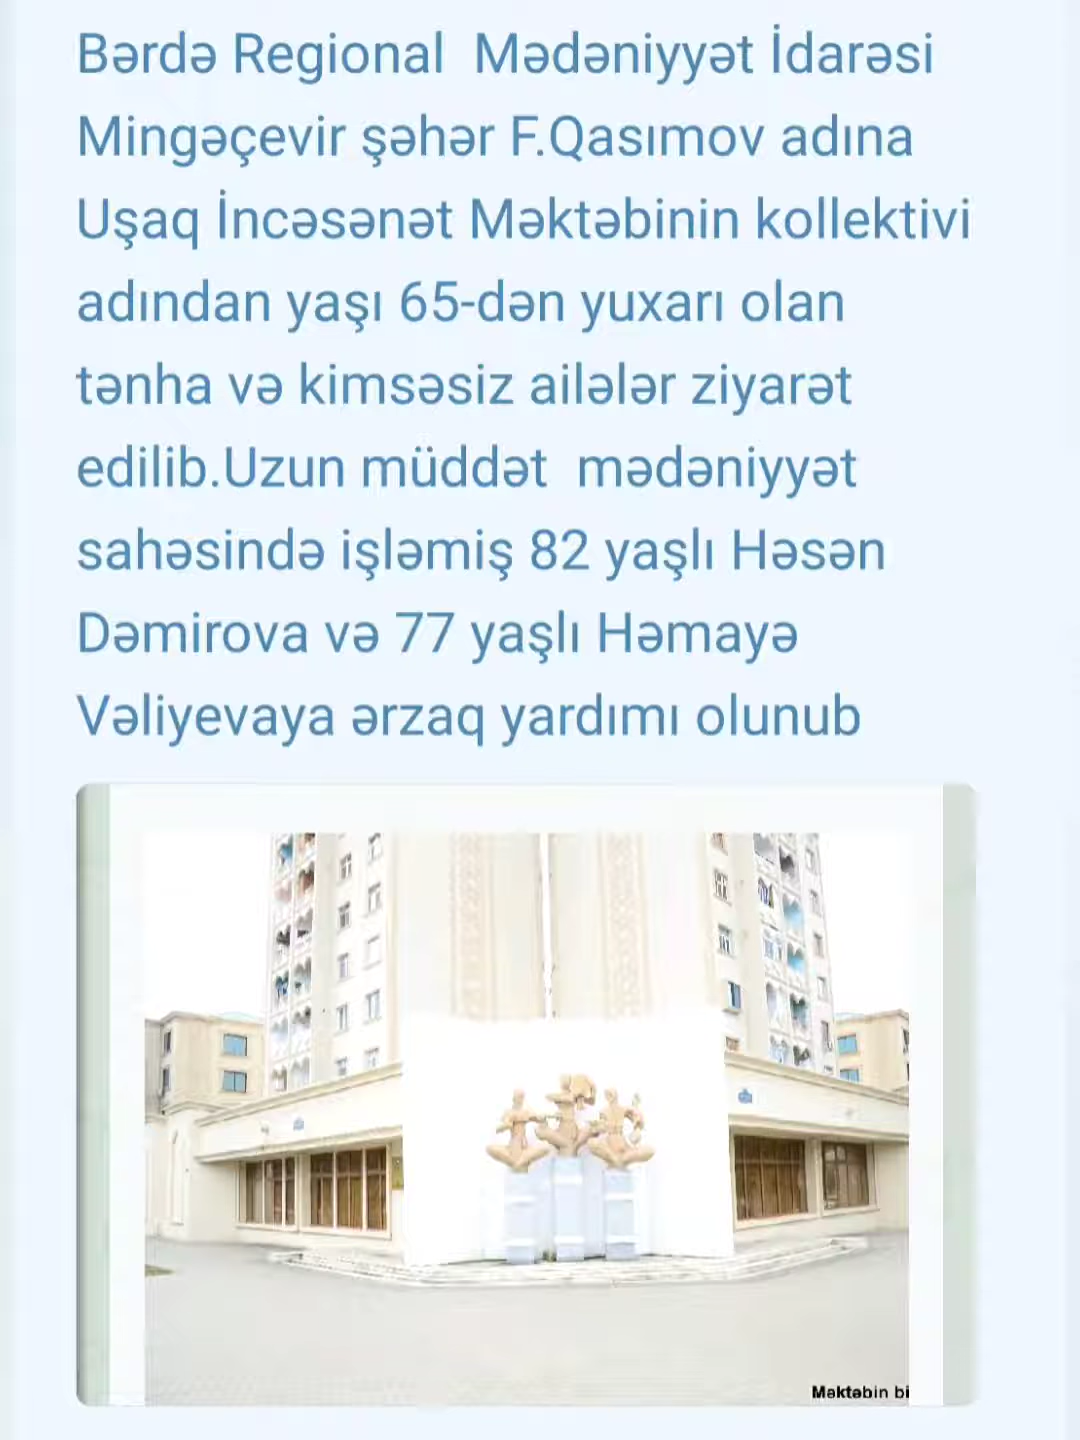 Bərdə Regional  Mədəniyyət İdarəsi
Mingəçevir şəhər F.Qasımov adına
Uşaq İncəsənət Məktəbinin kollektivi
adından yaşı 65-dən yuxarı olan
tənha və kimsəsiz ailələr ziyarət
edilib.Uzun müddət  mədəniyyət
sahəsində işləmiş 82 yaşlı Həsən
Dəmirova və 77 yaşlı Həmayə
Vəliyevaya ərzaq yardımı olunub
Məktəbin bi